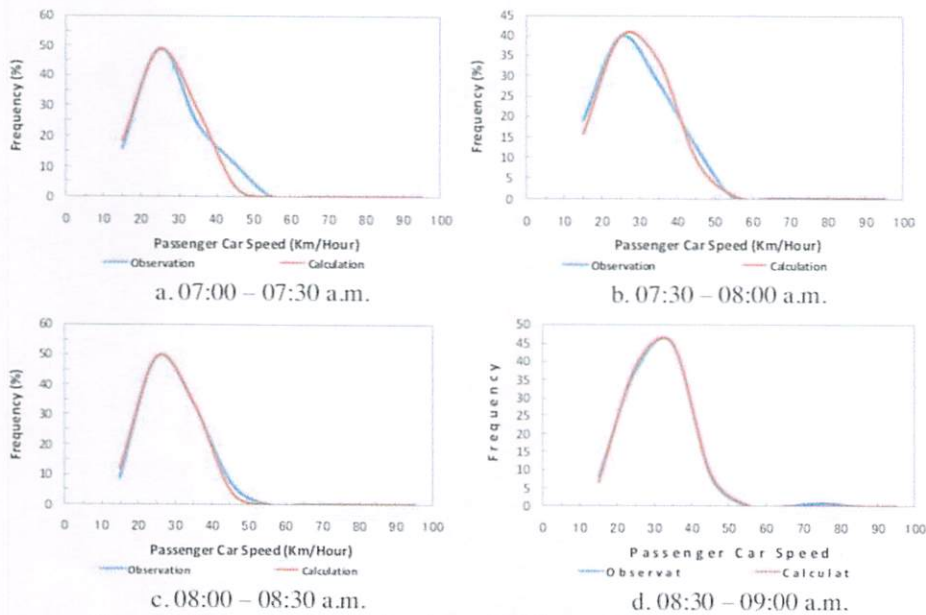 60
50
40
30
20
10
0
Frequency (%)
0 10 20 30 40 50 60 70 80 90 100
Passenger Car Speed (Km/Hour)
Observation Calculation
a. 07:00 – 07:30 a.m.
45
40
35
30
25
20
15
10
5
0
Frequency (%)
0 10 20 30 40 50 60 70 80 90 100
Passenger Car Speed (Km/Hour)
Observation Calculation
b. 07:30 – 08:00 a.m.
60
50
40
30
20
10
0
Frequency (%)
0 10 20 30 40 50 60 70 80 90 100
Passenger Car Speed (Km/Hour)
Observation Calculation
c. 08:00 – 08:30 a.m.
50
45
40
35
30
25
20
15
10
5
0
Frequency
0 10 20 30 40 50 60 70 80 90 100
Passenger Car Speed
Observat Calculat
d. 08:30 – 09:00 a.m.